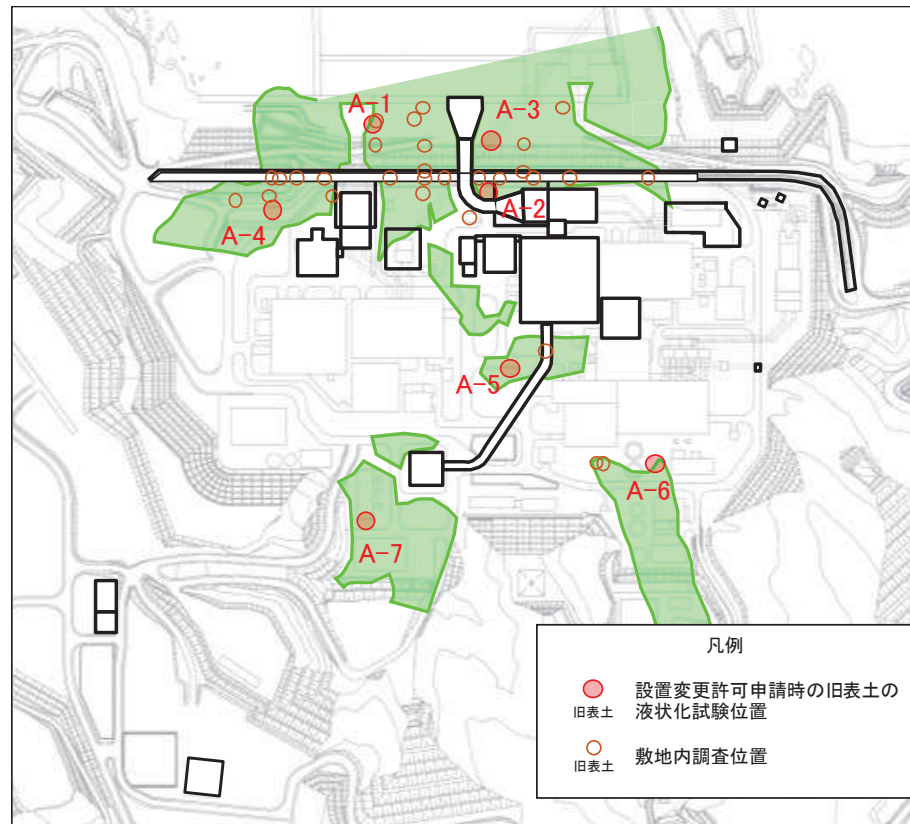 A-1
A-3
A-2
A-4
A-5
A-6
A-7
凡例
設置変更許可申請時の旧表土の
旧表土
液状化試験位置
敷地内調査位置
旧表土